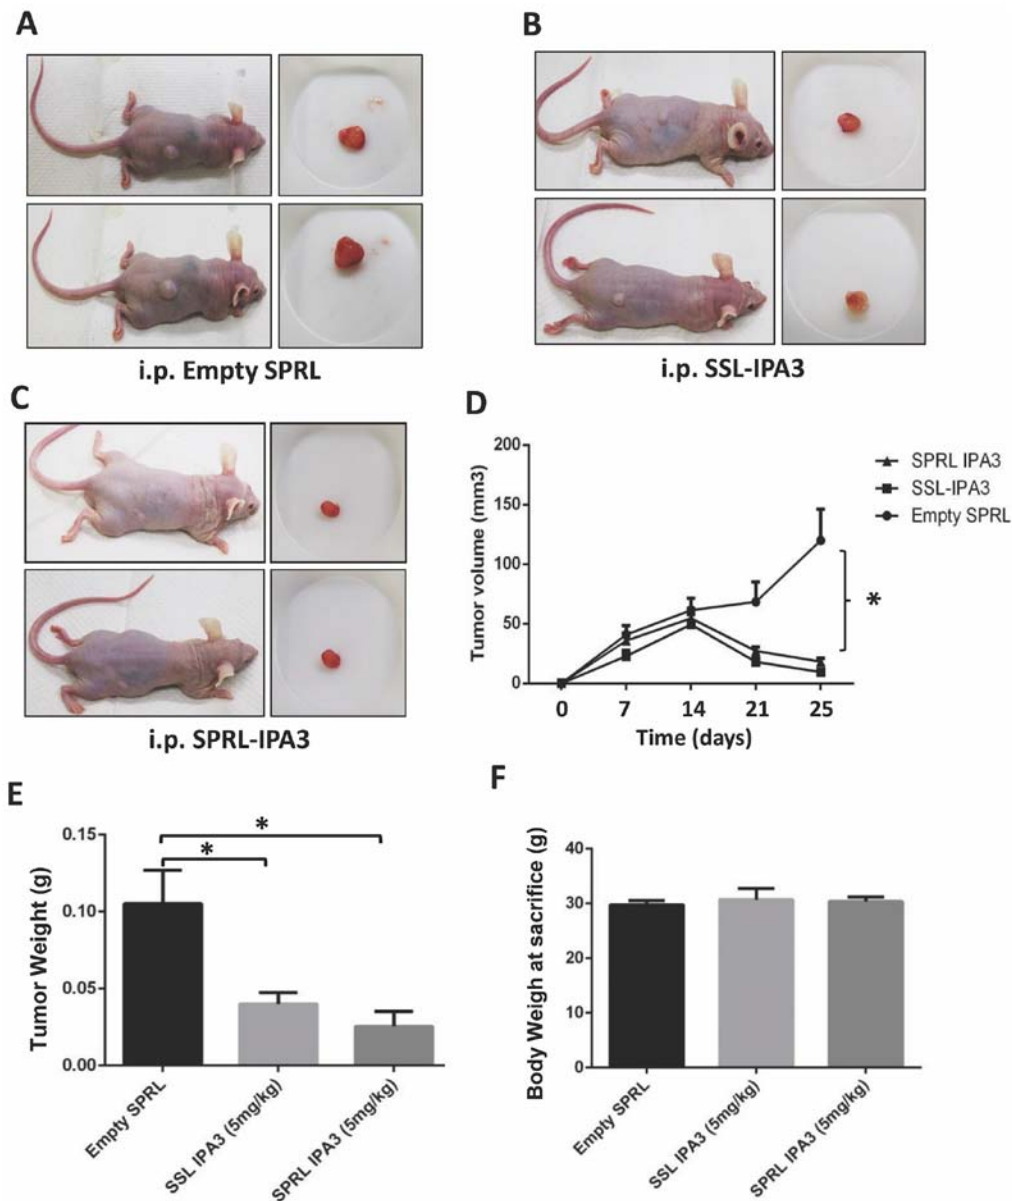 A
B
i.p. Empty SPRL
i.p. SSL-IPA3
C
D
i.p. SPRL-IPA3
Tumor volume (mm3)
200
150
100
50
0
0 7 14 21 25
Time (days)
SPRL IPA3
SSL-IPA3
Empty SPRL
*
E
F
Tumor Weight (g)
0.15
0.10
0.05
0.00
*
*
Empty SPRL
SSL IPA3 (5mg/kg)
SPRL IPA3 (5mg/kg)
Body Weigh at sacrifice (g)
40
30
20
10
0
Empty SPRL
SSL IPA3 (5mg/kg)
SPRL IPA3 (5mg/kg)